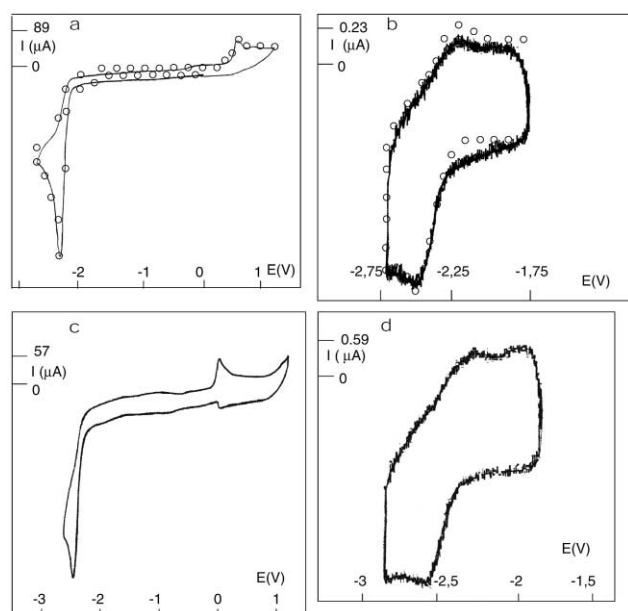 89
a
I (μA)
0
-2
-1
0
1
E(V)
0.23
b
I (μA)
0
-2,75
-2,25
-1,75
E(V)
57
c
I (μA)
0
E(V)
-3
-2
-1
0
1
0.59
d
I ( μA)
0
E(V)
-3
-2,5
-2
-1,5